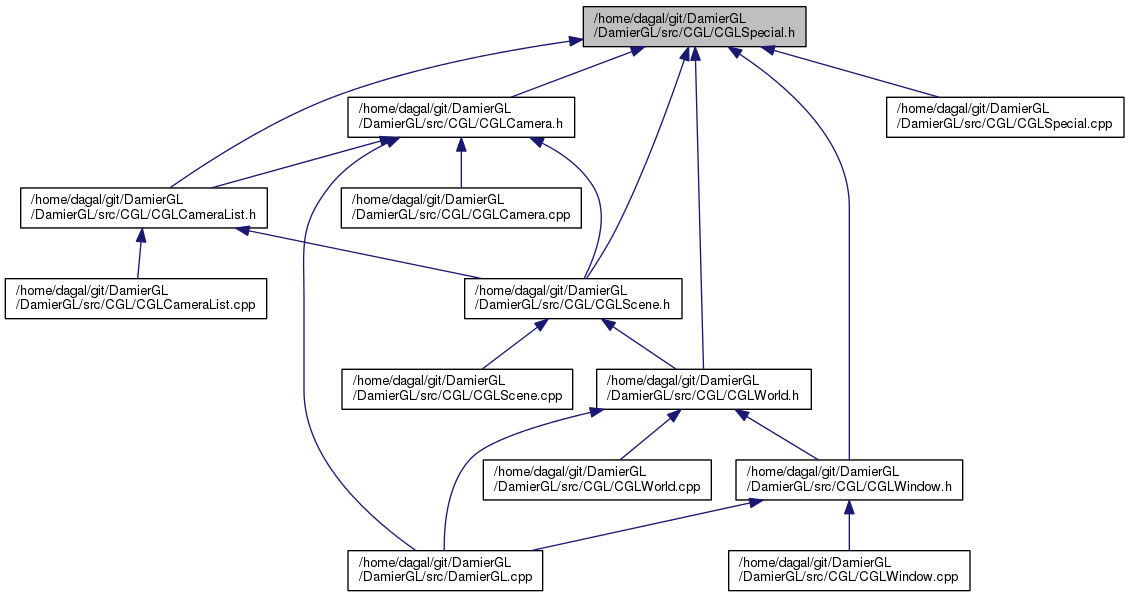 /home/dagal/git/DamierGL
/DamierGL/src/CGL/CGLSpecial.h
/home/dagal/git/DamierGL
/DamierGL/src/CGL/CGLCamera.h
/home/dagal/git/DamierGL
/DamierGL/src/CGL/CGLSpecial.cpp
/home/dagal/git/DamierGL
/DamierGL/src/CGL/CGLCameraList.h
/home/dagal/git/DamierGL
/DamierGL/src/CGL/CGLCamera.cpp
/home/dagal/git/DamierGL
/DamierGL/src/CGL/CGLCameraList.cpp
/home/dagal/git/DamierGL
/DamierGL/src/CGL/CGLScene.h
/home/dagal/git/DamierGL
/DamierGL/src/CGL/CGLScene.cpp
/home/dagal/git/DamierGL
/DamierGL/src/CGL/CGLWorld.h
/home/dagal/git/DamierGL
/DamierGL/src/CGL/CGLWorld.cpp
/home/dagal/git/DamierGL
/DamierGL/src/CGL/CGLWindow.h
/home/dagal/git/DamierGL
/DamierGL/src/DamierGL.cpp
/home/dagal/git/DamierGL
/DamierGL/src/CGL/CGLWindow.cpp